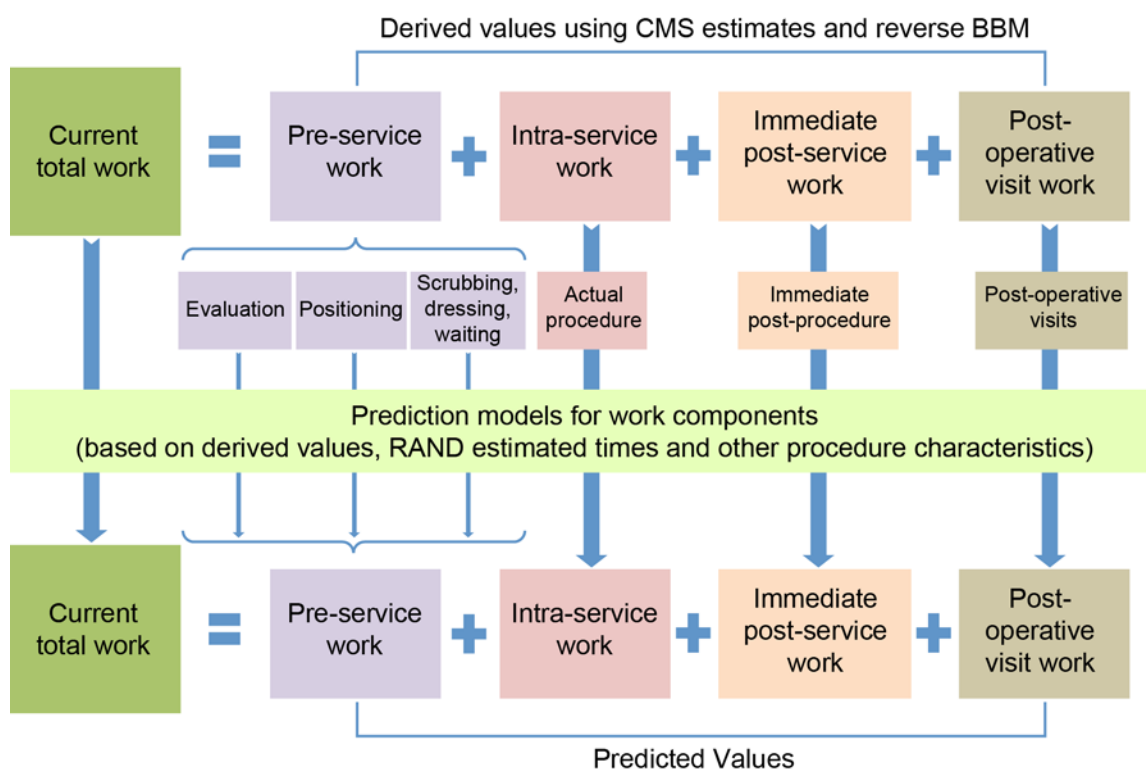 Derived values using CMS estimates and reverse BBM
Current
total work
=
Pre-service
work
+
Intra-service
work
+
Immediate
post-service
work
+
Post-
operative
visit work
Evaluation
Positioning
Scrubbing,
dressing,
waiting
Actual
procedure
Immediate
post-procedure
Post-operative
visits
Prediction models for work components
(based on derived values, RAND estimated times and other procedure characteristics)
Current
total work
=
Pre-service
work
+
Intra-service
work
+
Immediate
post-service
work
+
Post-
operative
visit work
Predicted Values